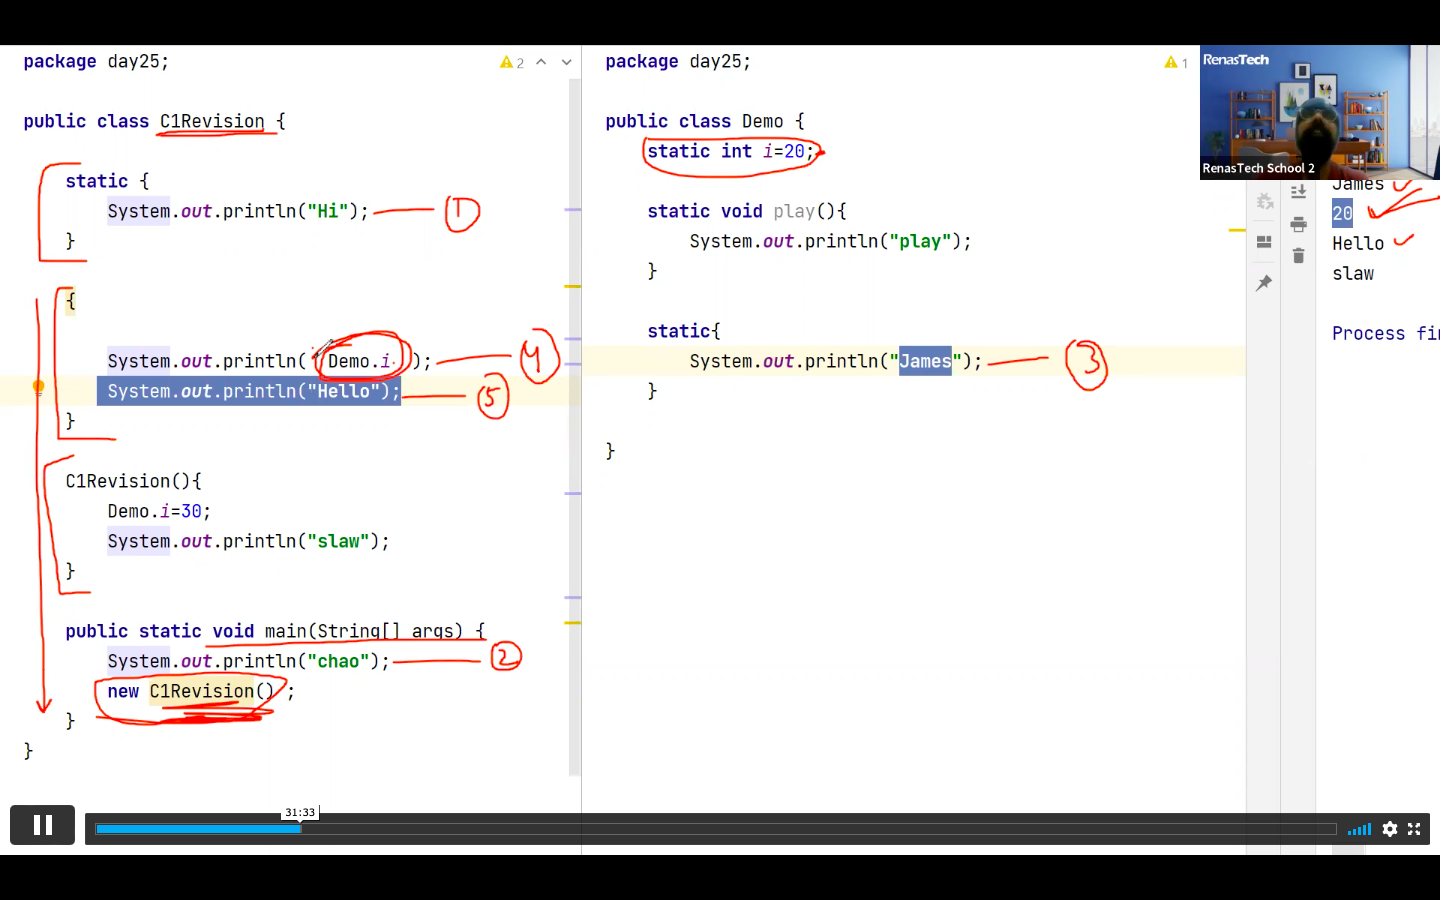 package day25;
2
public class C1Revision {
static {
System.out.println("Hi");
1
}
{
System.out.println( Demo.i );
4
System.out.println("Hello");
5
}
C1Revision(){
Demo.i=30;
System.out.println("slaw");
}
public static void main(String[] args) {
System.out.println("chao");
2
new C1Revision() ;
}
}
package day25;
1
public class Demo {
static int i=20;
static void play(){
System.out.println("play");
}
static{
System.out.println("James");
3
}
}
RenasTech
RenasTech School 2
James
20
Hello
slaw
Process fi
31:33